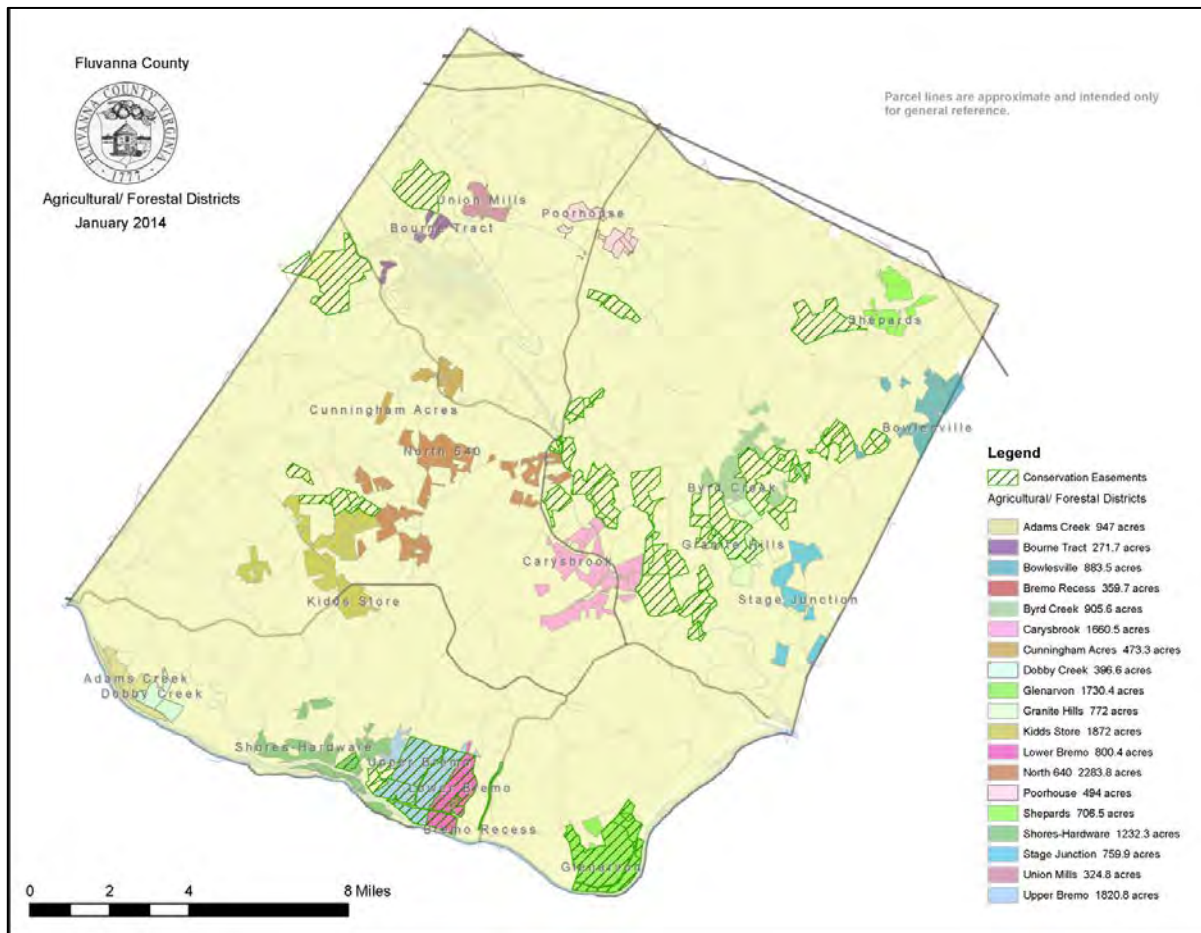 Fluvanna County
FLUVANNA COUNTY VIRGINIA
1777
Agricultural/ Forestal Districts
January 2014
Parcel lines are approximate and intended only
for general reference.
Union Mills
Poorhouse
Bourne Tract
Shepards
Cunningham Acres
Bowlesville
North 640
Byrd Creek
Granite Hills
Carysbrook
Stage Junction
Kidds Store
Adams Creek
Dobby Creek
Shores-Hardware
Upper Bremo
Lower Bremo
Bremo Recess
Glenarvon
Legend
Conservation Easements
Agricultural/ Forestal Districts
Adams Creek 947 acres
Bourne Tract 271.7 acres
Bowlesville 883.5 acres
Bremo Recess 359.7 acres
Byrd Creek 905.6 acres
Carysbrook 1660.5 acres
Cunningham Acres 473.3 acres
Dobby Creek 396.6 acres
Glenarvon 1730.4 acres
Granite Hills 772 acres
Kidds Store 1872 acres
Lower Bremo 800.4 acres
North 640 2283.8 acres
Poorhouse 494 acres
Shepards 706.5 acres
Shores-Hardware 1232.3 acres
Stage Junction 759.9 acres
Union Mills 324.8 acres
Upper Bremo 1820.8 acres
0 2 4 8 Miles